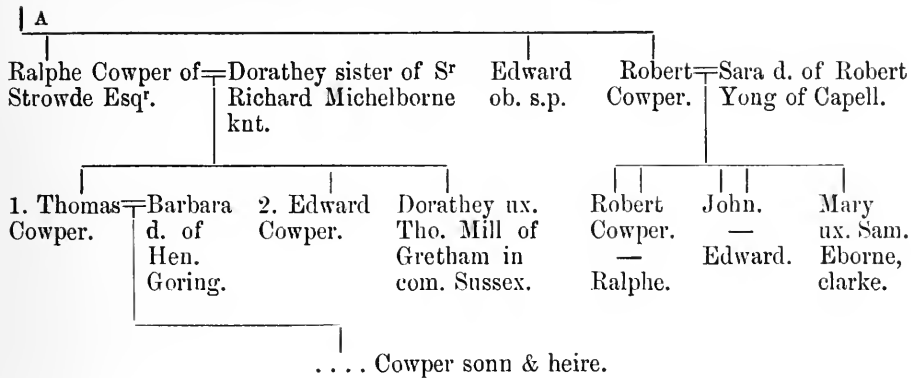 A
Ralphe Cowper of
Strowde Esqr.
Dorathey sister of Sr
Richard Michelborne
knt.
Edward
ob. s.p.
Robert
Cowper.
Sara d. of Robert
Yong of Capell.
1. Thomas
Cowper.
Barbara
d. of
Hen.
Goring.
2. Edward
Cowper.
Dorathey ux.
Tho. Mill of
Gretham in
com. Sussex.
Robert
Cowper.
—
Ralphe.
John.
—
Edward.
Mary
ux. Sam.
Eborne,
clarke.
.... Cowper sonn & heire.